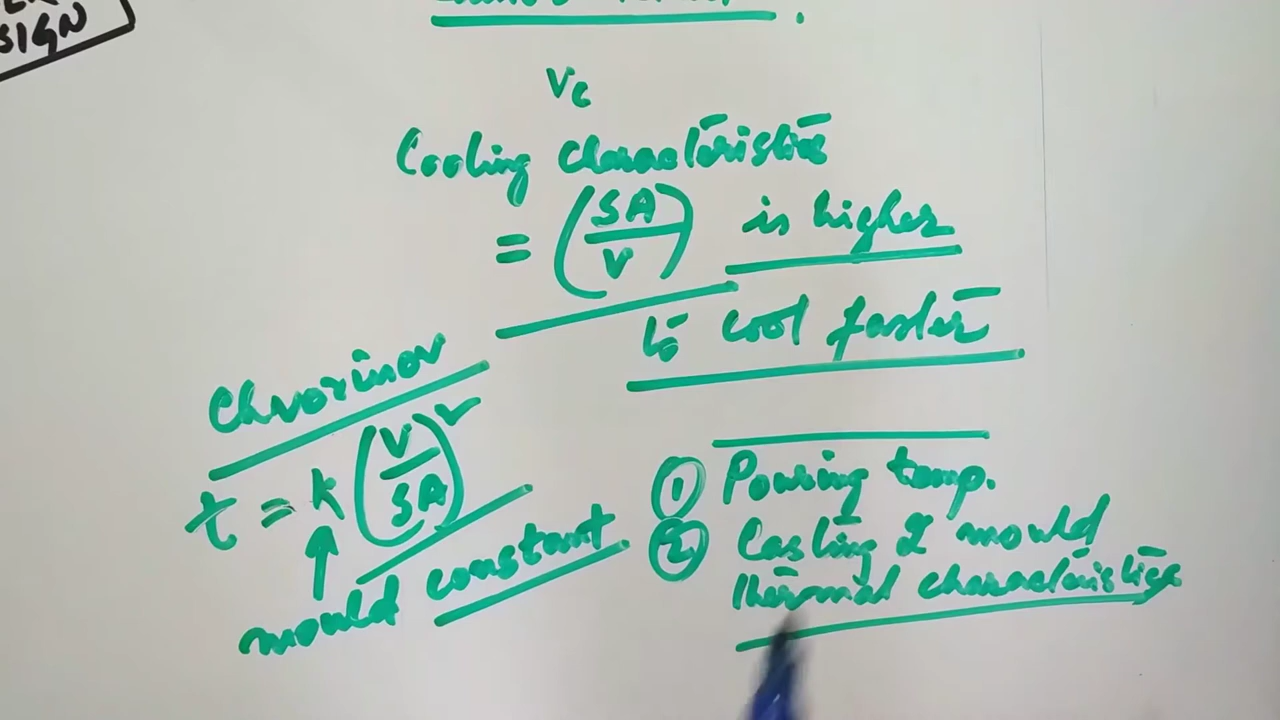 SIGN
Vc
Cooling characteristics
= (SA/V) is higher
to cool faster
Chvorinov
t = k (V/SA)²
mould constant
① Pouring temp.
② Casting & mould
thermal characteristics